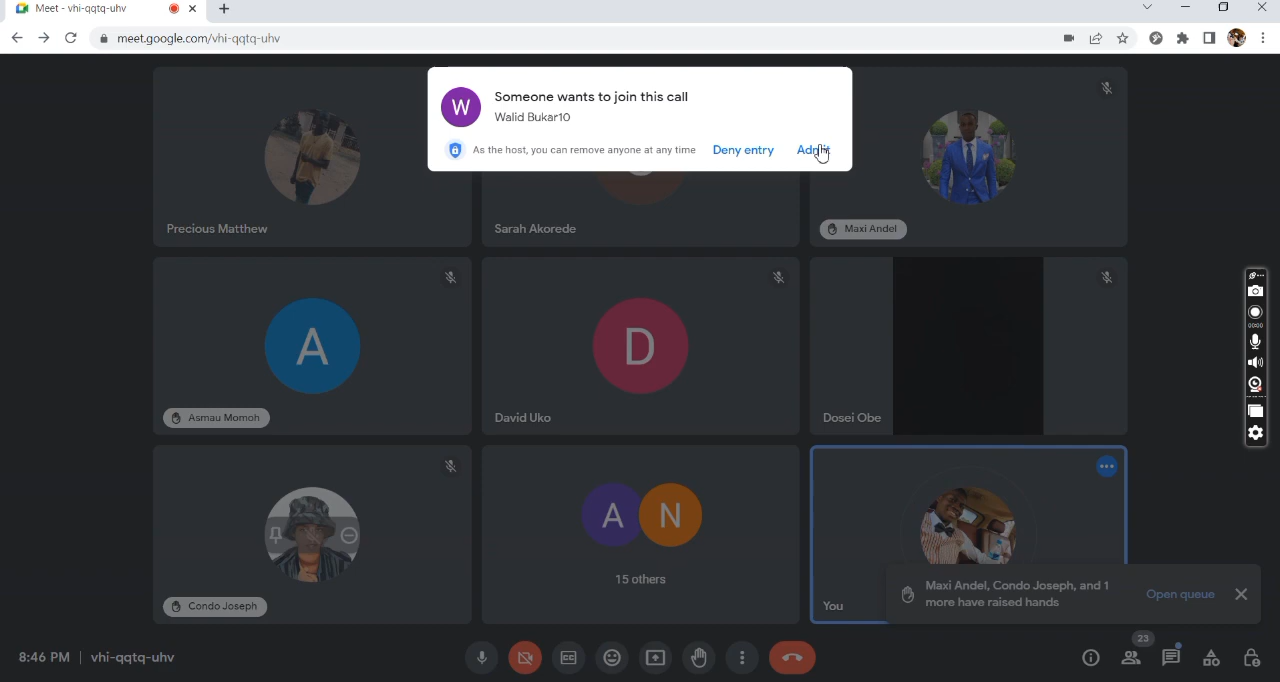 Meet - vhi-qqtq-uhv
meet.google.com/vhi-qqtq-uhv
W
Someone wants to join this call
Walid Bukar10
As the host, you can remove anyone at any time
Deny entry
Admit
Precious Matthew
Sarah Akorede
Maxi Andel
A
D
Asmau Momoh
David Uko
Dosei Obe
A
N
15 others
Condo Joseph
You
Maxi Andel, Condo Joseph, and 1
more have raised hands
Open queue
8:46 PM | vhi-qqtq-uhv
23
00:00